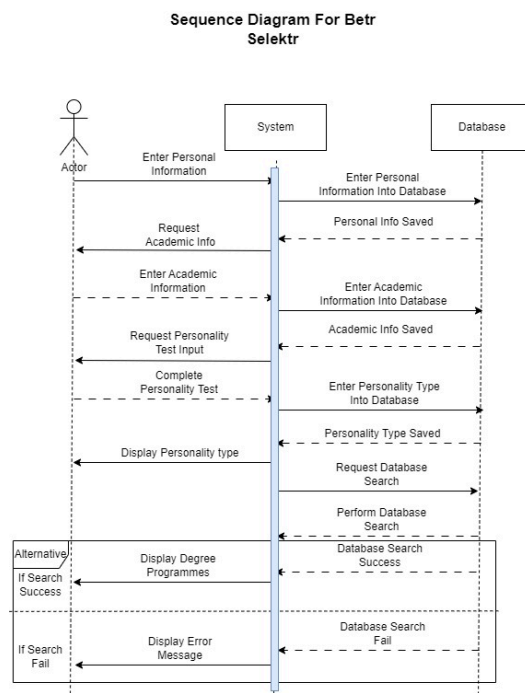 Sequence Diagram For Betr
Selektr
System
Database
Actor
Enter Personal
Information
Enter Personal
Information Into Database
Personal Info Saved
Request
Academic Info
Enter Academic
Information
Enter Academic
Information Into Database
Academic Info Saved
Request Personality
Test Input
Complete
Personality Test
Enter Personality Type
Into Database
Personality Type Saved
Display Personality type
Request Database
Search
Perform Database
Search
Alternative
Database Search
Success
Display Degree
Programmes
If Search
Success
Database Search
Fail
Display Error
Message
If Search
Fail